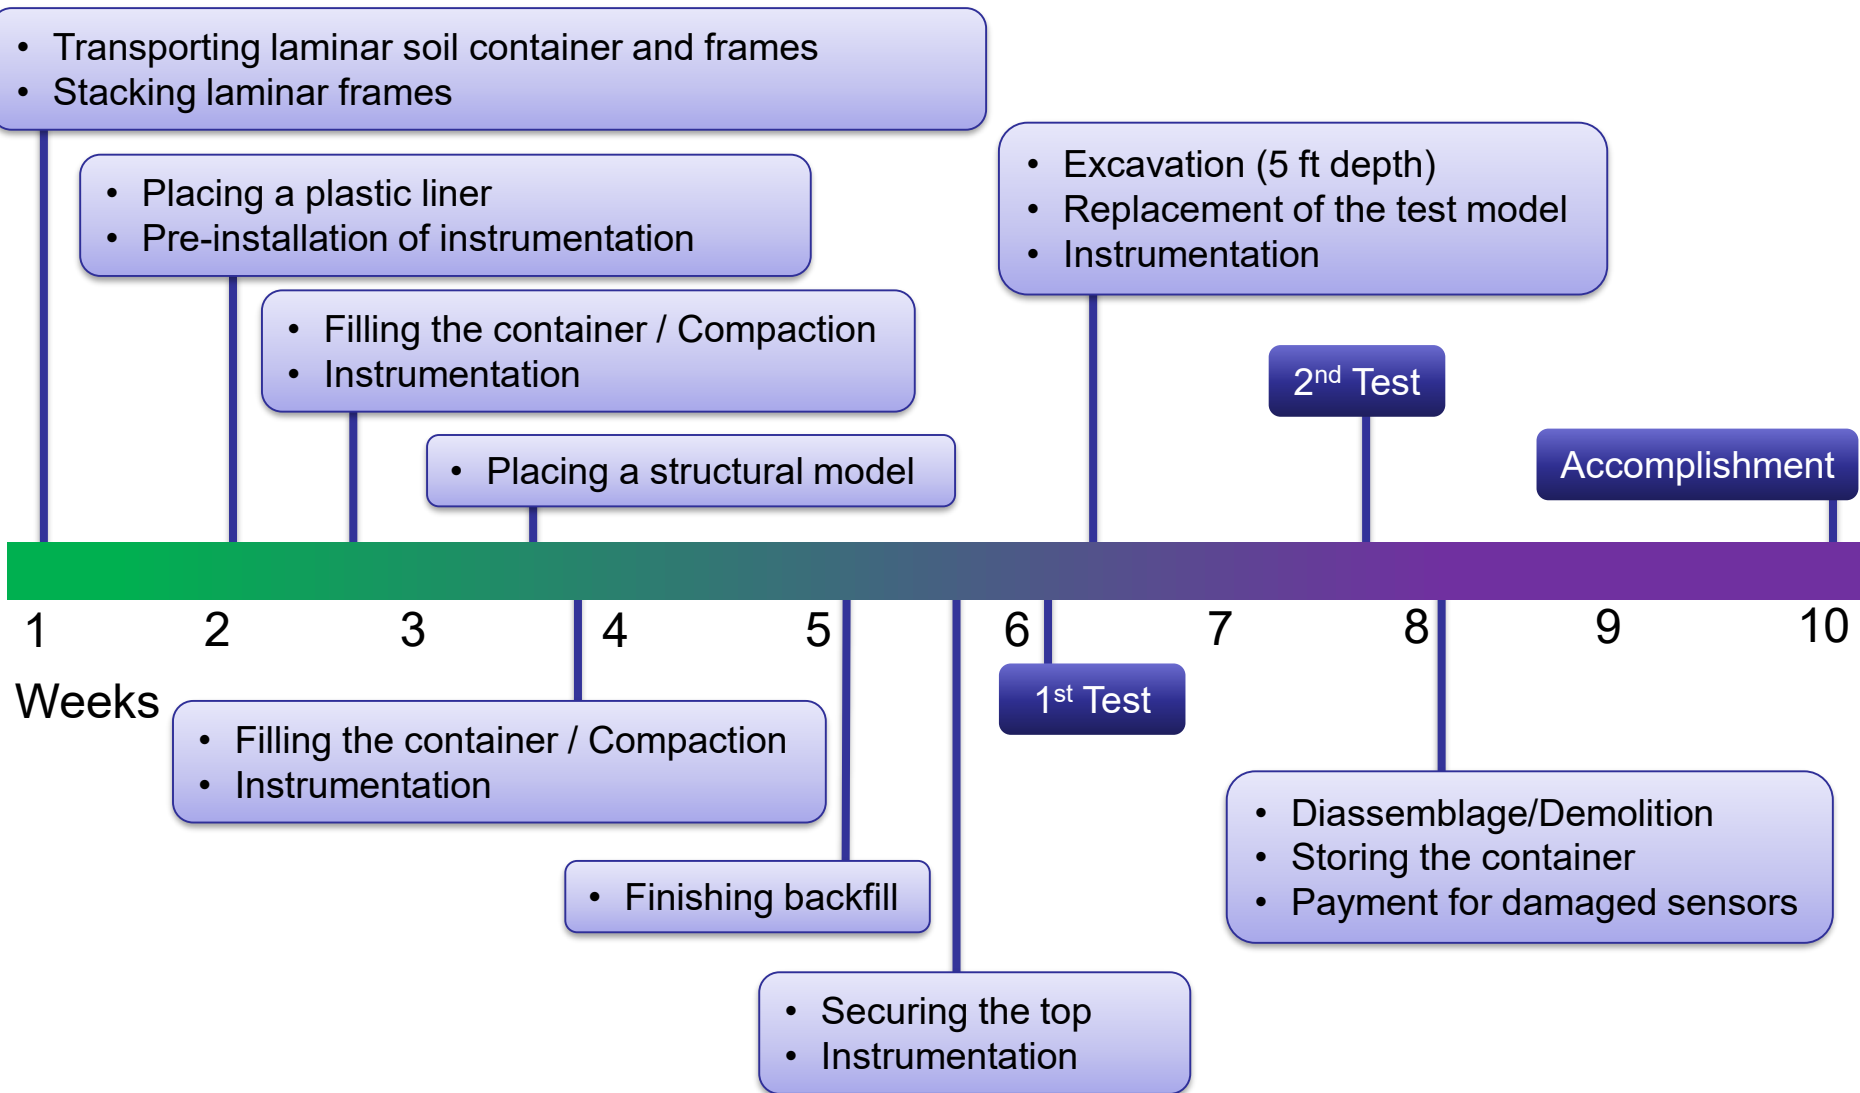 • Transporting laminar soil container and frames
• Stacking laminar frames
• Placing a plastic liner
• Pre-installation of instrumentation
• Filling the container / Compaction
• Instrumentation
• Placing a structural model
• Excavation (5 ft depth)
• Replacement of the test model
• Instrumentation
2nd Test
Accomplishment
1 2 3 4 5 6 7 8 9 10
Weeks
1st Test
• Filling the container / Compaction
• Instrumentation
• Finishing backfill
• Securing the top
• Instrumentation
• Diassemblage/Demolition
• Storing the container
• Payment for damaged sensors